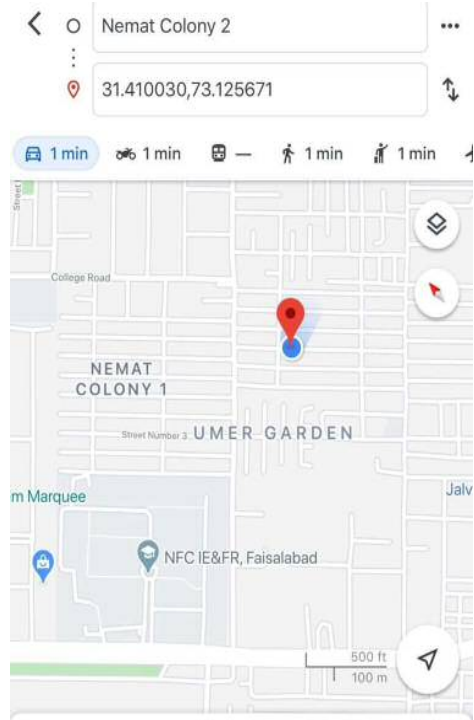 Nemat Colony 2
31.410030,73.125671
1 min 1 min — 1 min 1 min
College Road
NEMAT
COLONY 1
Street Number 3
UMER GARDEN
m Marquee
Jalv
NFC IE&FR, Faisalabad
500 ft
100 m